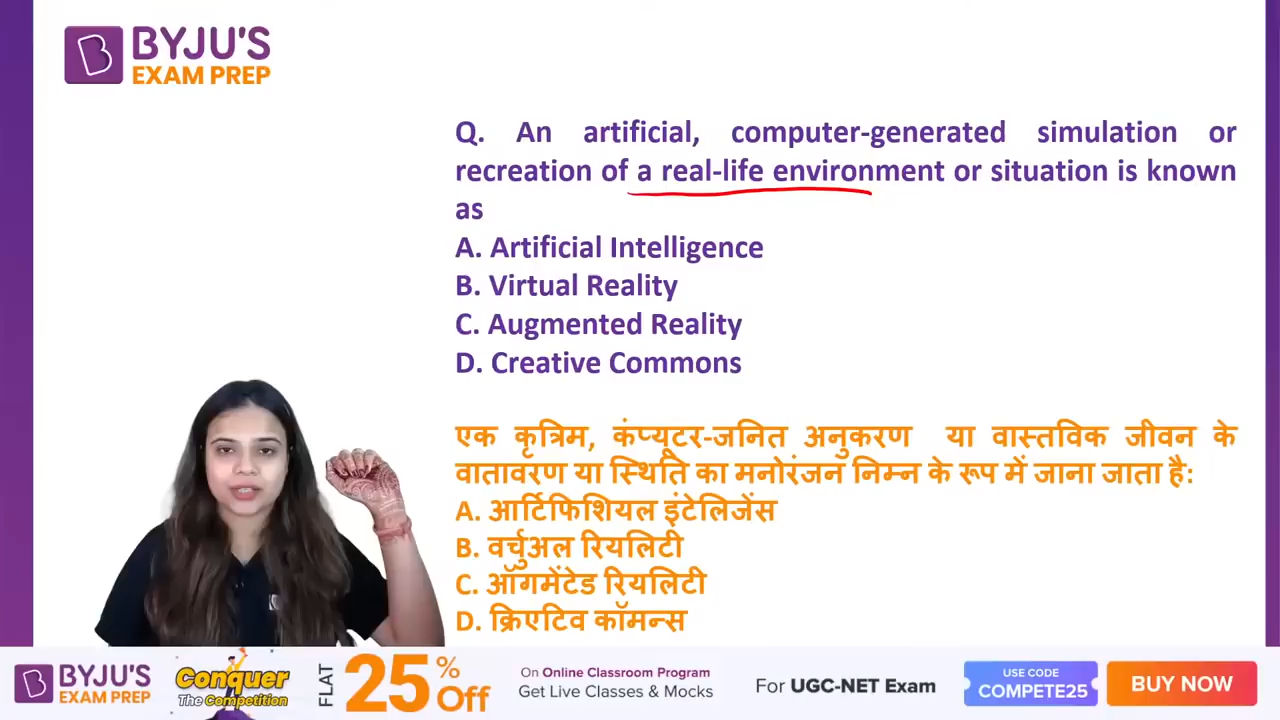 BYJU'S
EXAM PREP
Q. An artificial, computer-generated simulation or
recreation of a real-life environment or situation is known
as
A. Artificial Intelligence
B. Virtual Reality
C. Augmented Reality
D. Creative Commons
एक कृत्रिम, कंप्यूटर-जनित अनुकरण या वास्तविक जीवन के
वातावरण या स्थिति का मनोरंजन निम्न के रूप में जाना जाता है:
A. आर्टिफिशियल इंटेलिजेंस
B. वर्चुअल रियलिटी
C. ऑगमेंटेड रियलिटी
D. क्रिएटिव कॉमन्स
BYJU'S
EXAM PREP
Conquer
The Competition
FLAT
25%
Off
On Online Classroom Program
Get Live Classes & Mocks
For UGC-NET Exam
USE CODE
COMPETE25
BUY NOW